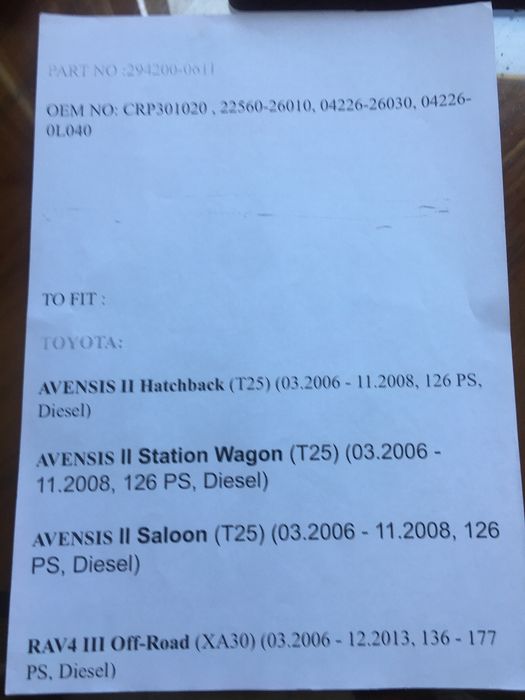 PART NO :294200-0611
OEM NO: CRP301020 , 22560-26010, 04226-26030, 04226-
0L040
TO FIT :
TOYOTA:
AVENSIS II Hatchback (T25) (03.2006 - 11.2008, 126 PS,
Diesel)
AVENSIS II Station Wagon (T25) (03.2006 -
11.2008, 126 PS, Diesel)
AVENSIS II Saloon (T25) (03.2006 - 11.2008, 126
PS, Diesel)
RAV4 III Off-Road (XA30) (03.2006 - 12.2013, 136 - 177
PS, Diesel)